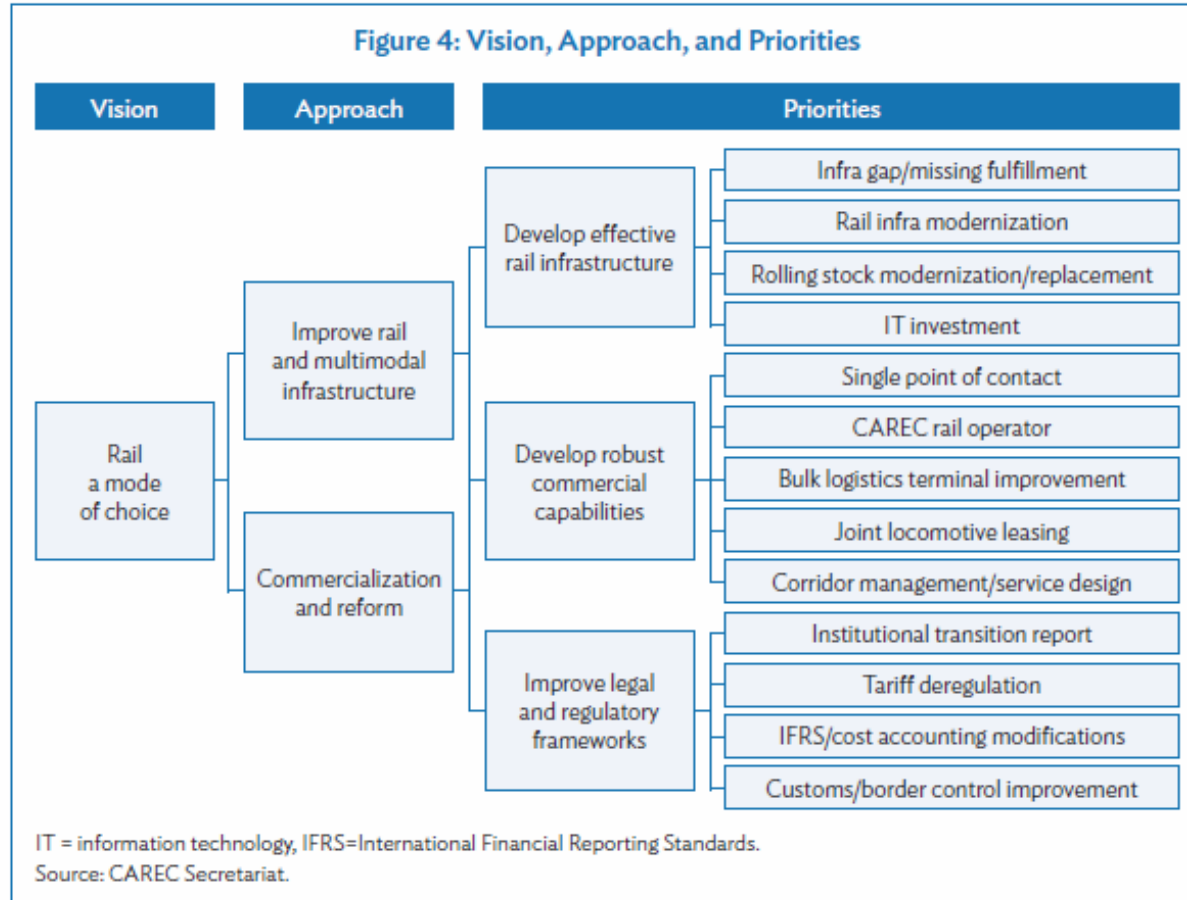 Figure 4: Vision, Approach, and Priorities
Vision
Approach
Priorities
Rail
a mode
of choice
Improve rail
and multimodal
infrastructure
Commercialization
and reform
Develop effective
rail infrastructure
Infra gap/missing fulfillment
Rail infra modernization
Rolling stock modernization/replacement
IT investment
Develop robust
commercial
capabilities
Single point of contact
CAREC rail operator
Bulk logistics terminal improvement
Joint locomotive leasing
Corridor management/service design
Improve legal
and regulatory
frameworks
Institutional transition report
Tariff deregulation
IFRS/cost accounting modifications
Customs/border control improvement
IT = information technology, IFRS=International Financial Reporting Standards.
Source: CAREC Secretariat.